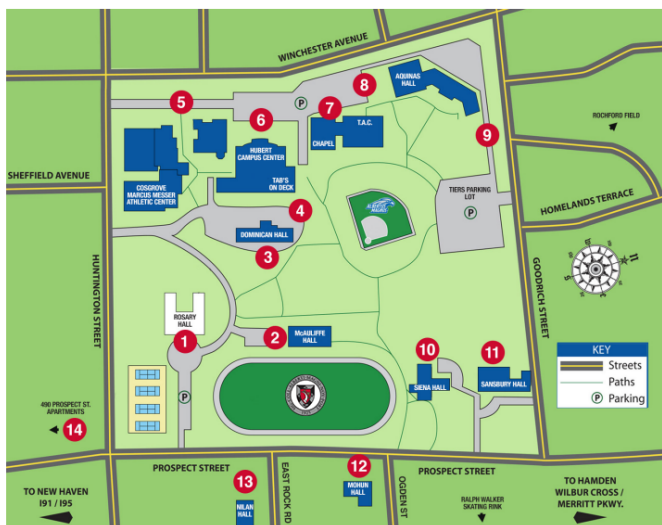 WINCHESTER AVENUE
AQUINAS
HALL
8
5
P
7
6
T.A.C.
CHAPEL
9
ROCHFORD FIELD
HUBERT
CAMPUS CENTER
SHEFFIELD AVENUE
TAB'S
ON DECK
COSGROVE
MARCUS MESSER
ATHLETIC CENTER
TIERS PARKING
LOT
P
HOMELANDS TERRACE
4
DOMINICAN HALL
3
HUNTINGTON STREET
GOODRICH STREET
ROSARY
HALL
1
2
McAULIFFE
HALL
10
11
SIENA HALL
SANSBURY HALL
KEY
Streets
Paths
P Parking
P
490 PROSPECT ST.
APARTMENTS
14
PROSPECT STREET
PROSPECT STREET
12
13
MOHUN
HALL
NILAN
HALL
EAST ROCK RD
OGDEN ST
TO NEW HAVEN
I91 / I95
RALPH WALKER
SKATING RINK
TO HAMDEN
WILBUR CROSS /
MERRITT PKWY.